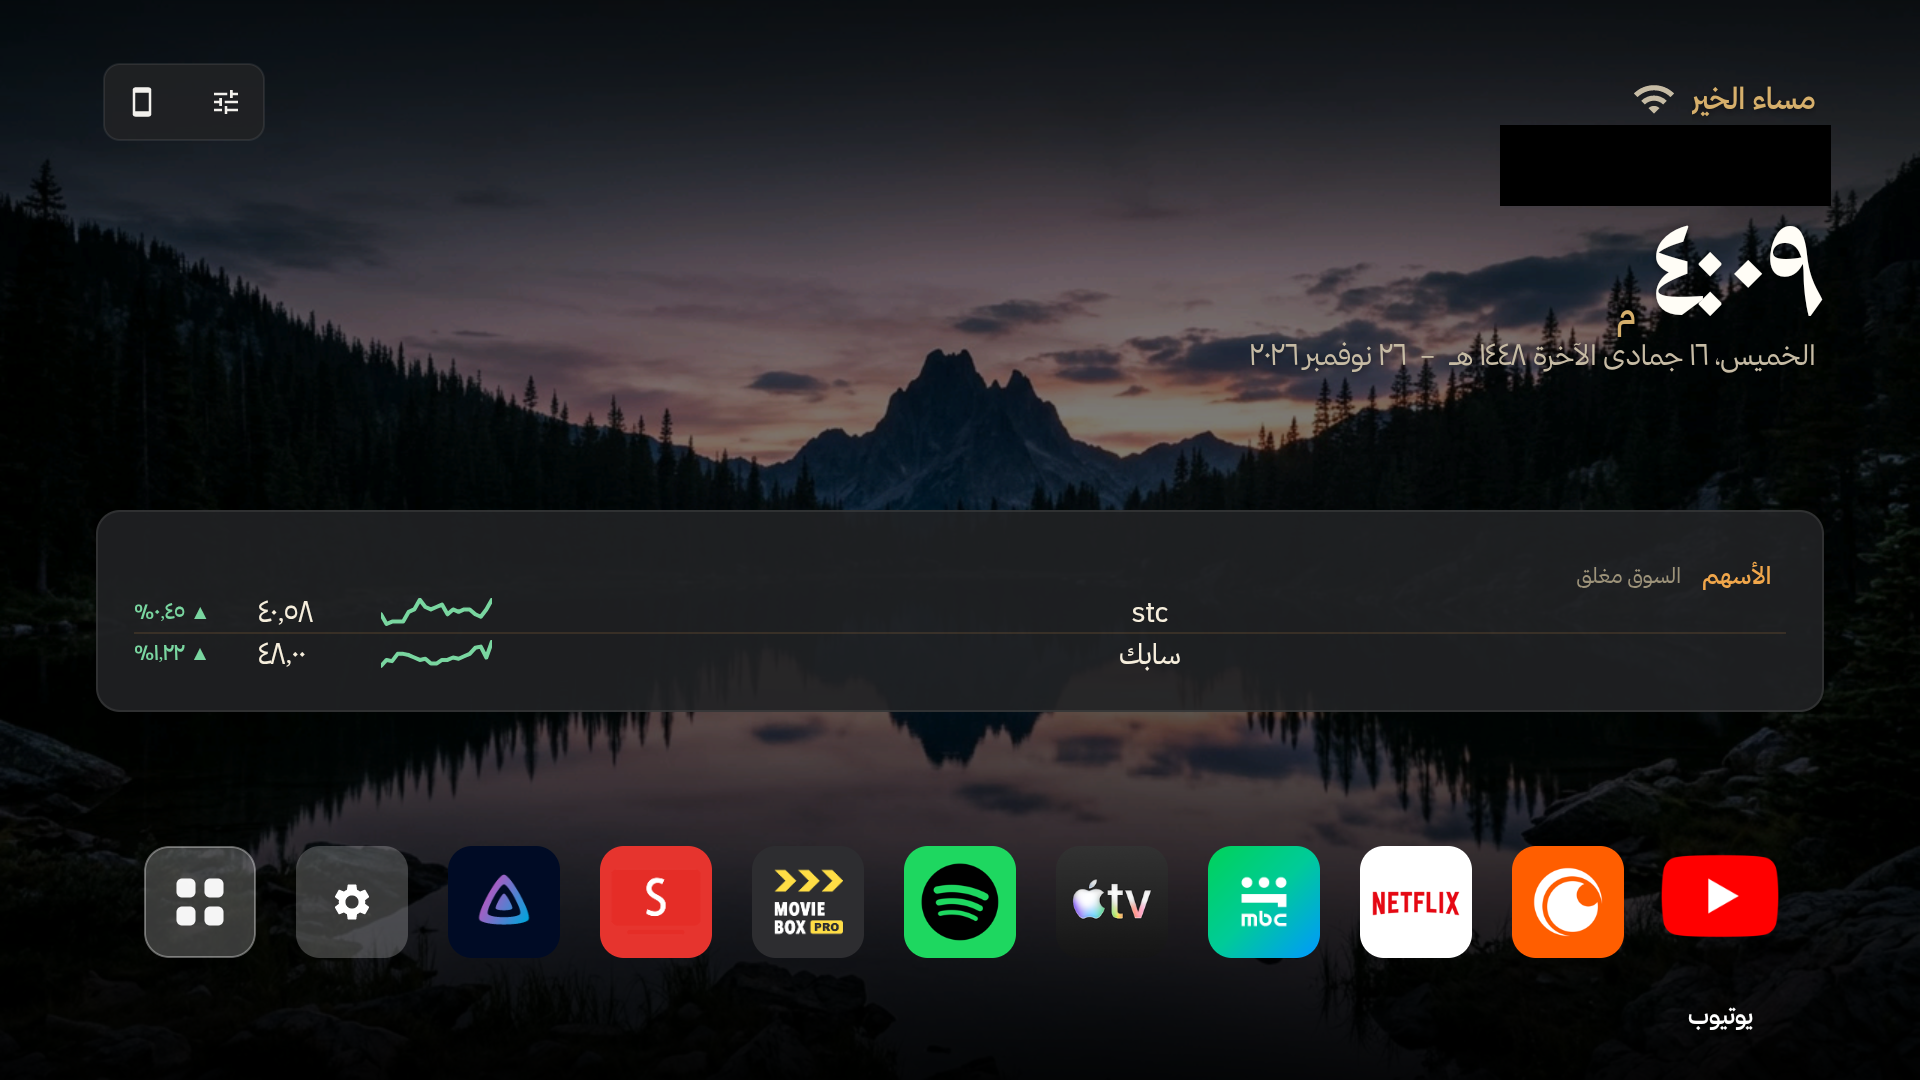 مساء الخير
٤:٠٩ م
الخميس، ١٦ جمادى الآخرة ١٤٤٨ هـ – ٢٦ نوفمبر ٢٠٢٦
الأسهم السوق مغلق
stc ٤٠٫٥٨ ▲ ٠٫٤٥%
سابك ٤٨٫٠٠ ▲ ١٫٢٢%
NETFLIX
mbc
tv
MOVIE
BOX PRO
S
يوتيوب